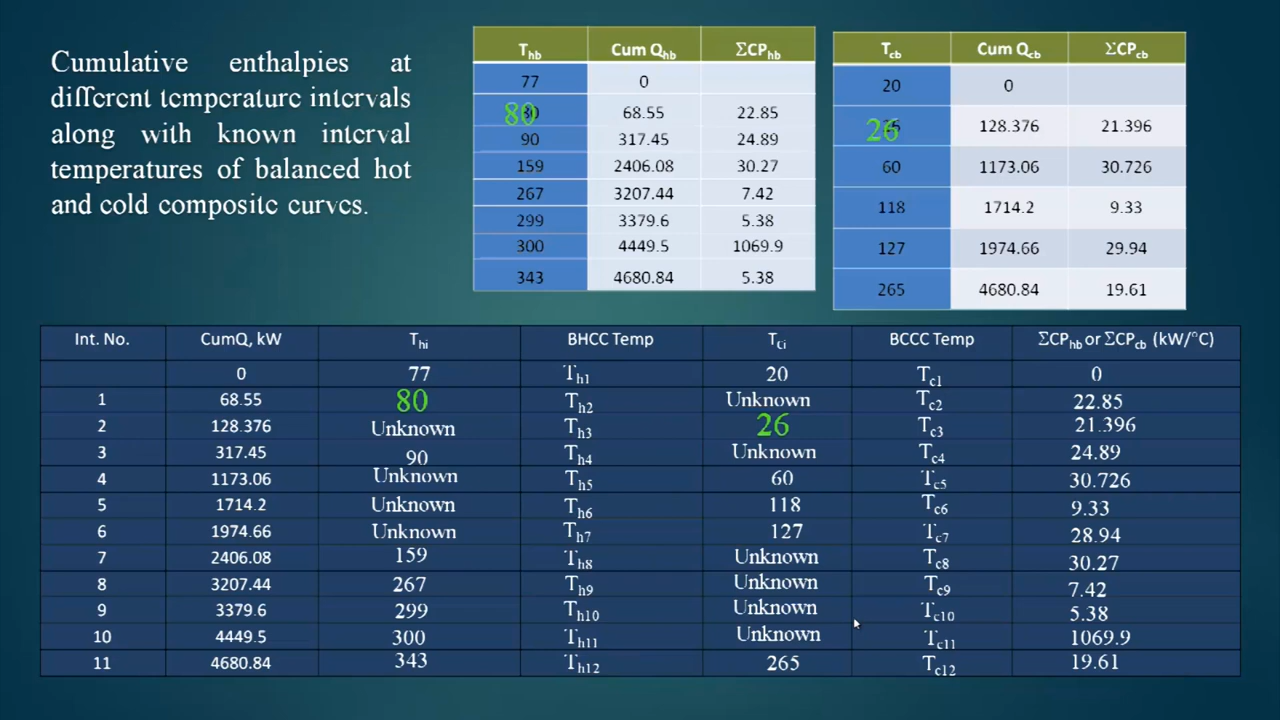 Cumulative enthalpies at
different temperature intervals
along with known interval
temperatures of balanced hot
and cold composite curves.
Thb Cum Qhb ΣCPhb
77 0
80 68.55 22.85
90 317.45 24.89
159 2406.08 30.27
267 3207.44 7.42
299 3379.6 5.38
300 4449.5 1069.9
343 4680.84 5.38
Tcb Cum Qcb ΣCPcb
20 0
26 128.376 21.396
60 1173.06 30.726
118 1714.2 9.33
127 1974.66 29.94
265 4680.84 19.61
Int. No. CumQ, kW Thi BHCC Temp Tci BCCC Temp ΣCPhb or ΣCPcb (kW/°C)
0 77 Th1 20 Tc1 0
1 68.55 80 Th2 Unknown Tc2 22.85
2 128.376 Unknown Th3 26 Tc3 21.396
3 317.45 90 Th4 Unknown Tc4 24.89
4 1173.06 Unknown Th5 60 Tc5 30.726
5 1714.2 Unknown Th6 118 Tc6 9.33
6 1974.66 Unknown Th7 127 Tc7 28.94
7 2406.08 159 Th8 Unknown Tc8 30.27
8 3207.44 267 Th9 Unknown Tc9 7.42
9 3379.6 299 Th10 Unknown Tc10 5.38
10 4449.5 300 Th11 Unknown Tc11 1069.9
11 4680.84 343 Th12 265 Tc12 19.61